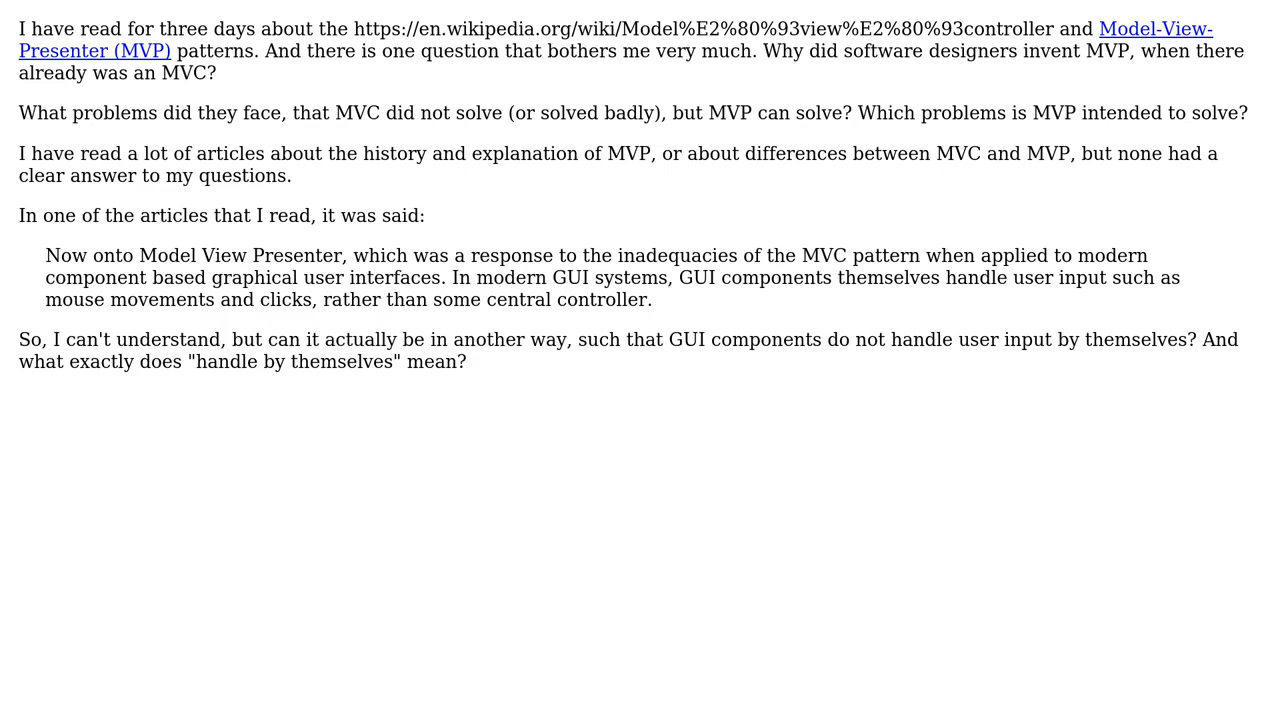 I have read for three days about the https://en.wikipedia.org/wiki/Model%E2%80%93view%E2%80%93controller and Model-View-
Presenter (MVP) patterns. And there is one question that bothers me very much. Why did software designers invent MVP, when there
already was an MVC?
What problems did they face, that MVC did not solve (or solved badly), but MVP can solve? Which problems is MVP intended to solve?
I have read a lot of articles about the history and explanation of MVP, or about differences between MVC and MVP, but none had a
clear answer to my questions.
In one of the articles that I read, it was said:
Now onto Model View Presenter, which was a response to the inadequacies of the MVC pattern when applied to modern
component based graphical user interfaces. In modern GUI systems, GUI components themselves handle user input such as
mouse movements and clicks, rather than some central controller.
So, I can't understand, but can it actually be in another way, such that GUI components do not handle user input by themselves? And
what exactly does "handle by themselves" mean?